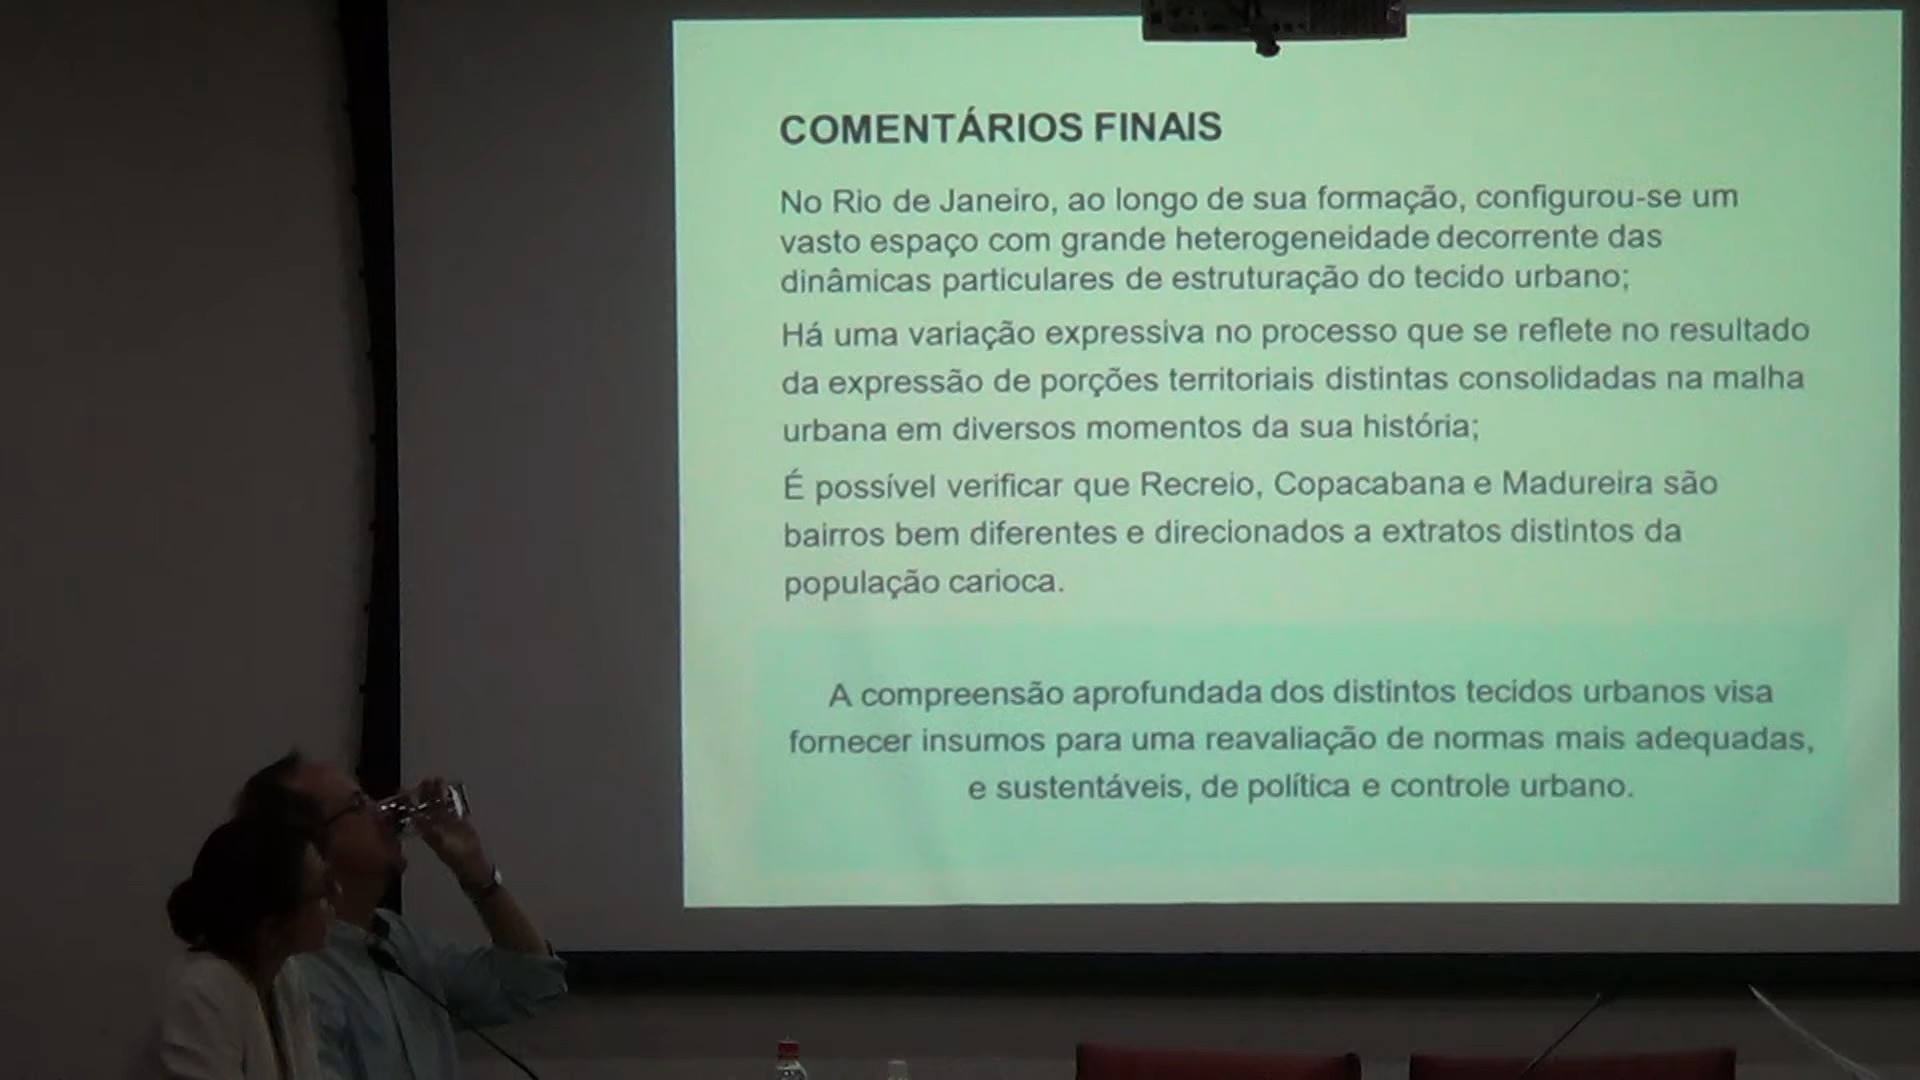 COMENTÁRIOS FINAIS
No Rio de Janeiro, ao longo de sua formação, configurou-se um
vasto espaço com grande heterogeneidade decorrente das
dinâmicas particulares de estruturação do tecido urbano;
Há uma variação expressiva no processo que se reflete no resultado
da expressão de porções territoriais distintas consolidadas na malha
urbana em diversos momentos da sua história;
É possível verificar que Recreio, Copacabana e Madureira são
bairros bem diferentes e direcionados a extratos distintos da
população carioca.
A compreensão aprofundada dos distintos tecidos urbanos visa
fornecer insumos para uma reavaliação de normas mais adequadas,
e sustentáveis, de política e controle urbano.